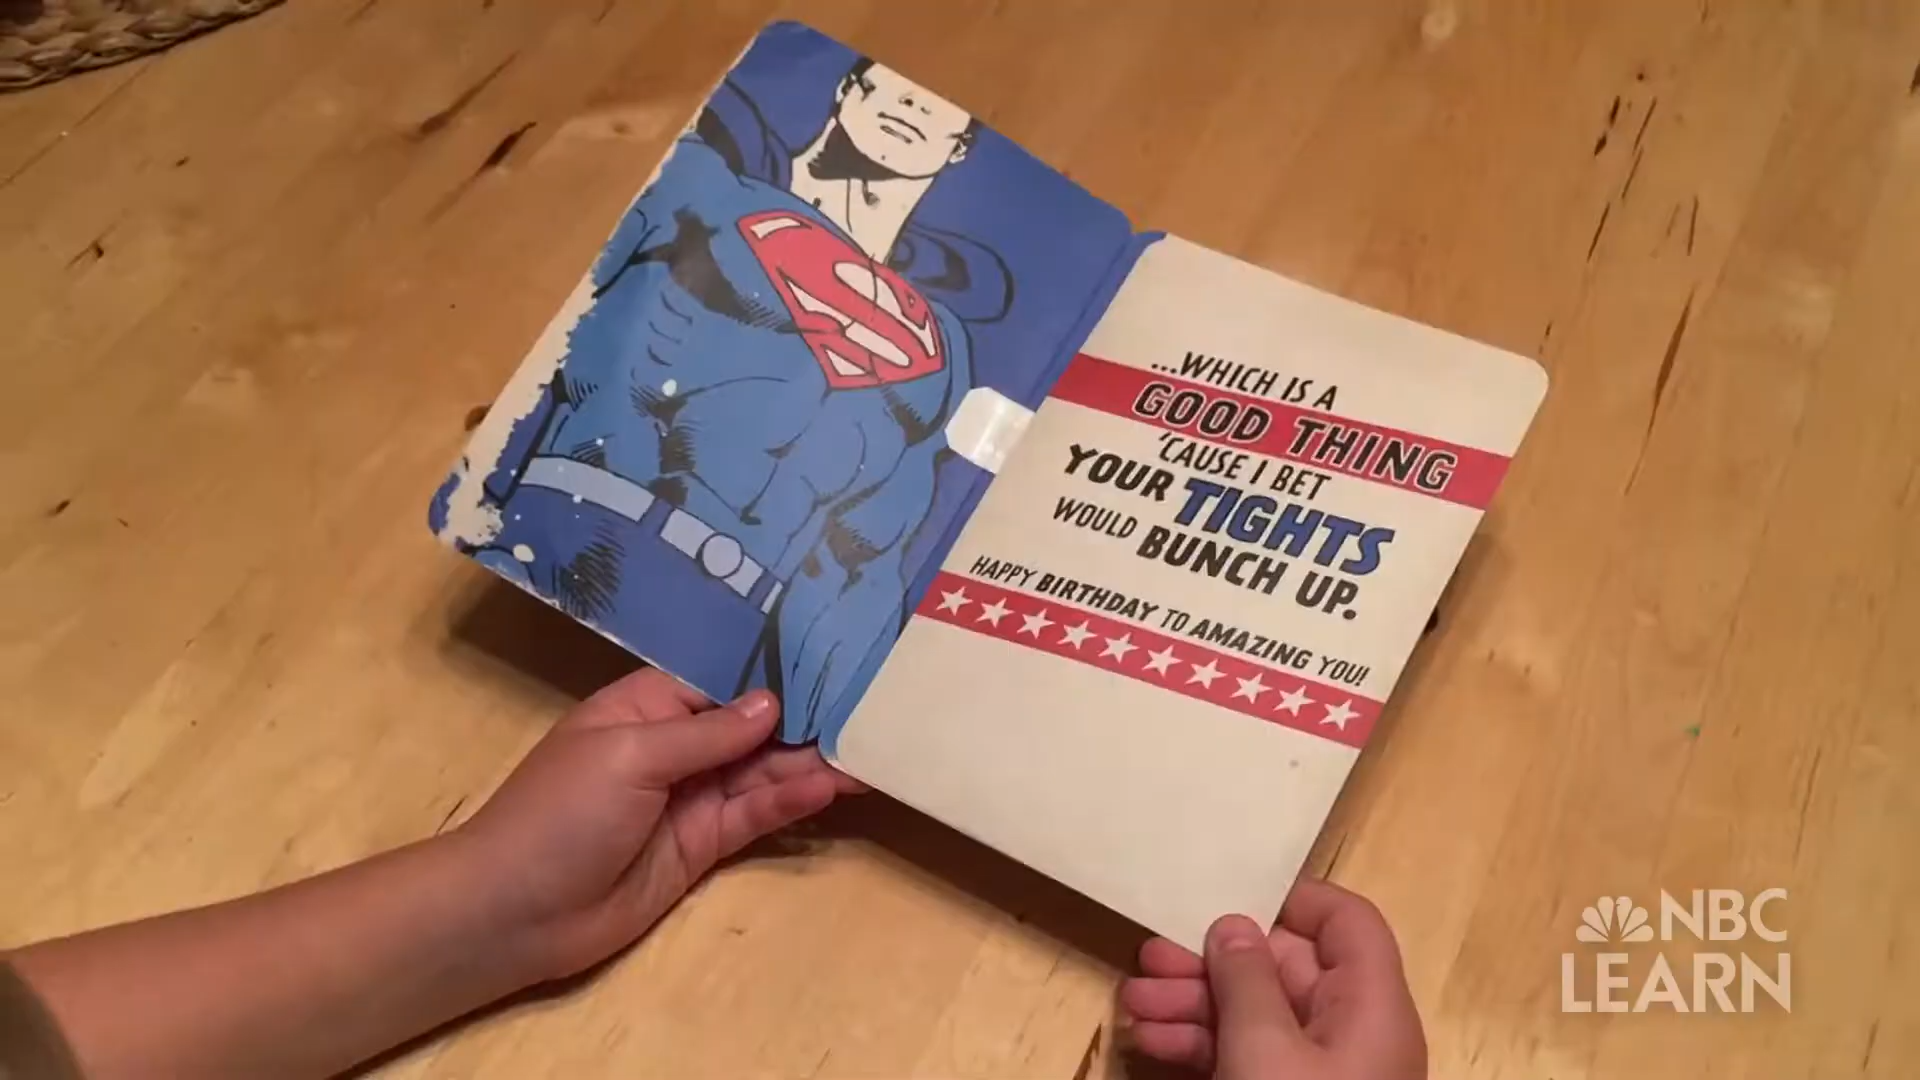 ...WHICH IS A
GOOD THING
'CAUSE I BET
YOUR TIGHTS
WOULD BUNCH UP.
HAPPY BIRTHDAY TO AMAZING YOU!
S
NBC
LEARN